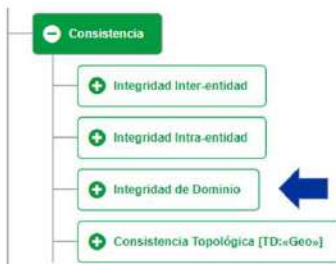 Consistencia
Integridad Inter-entidad
Integridad Intra-entidad
Integridad de Dominio
Consistencia Topológica [TD:«Geo»]